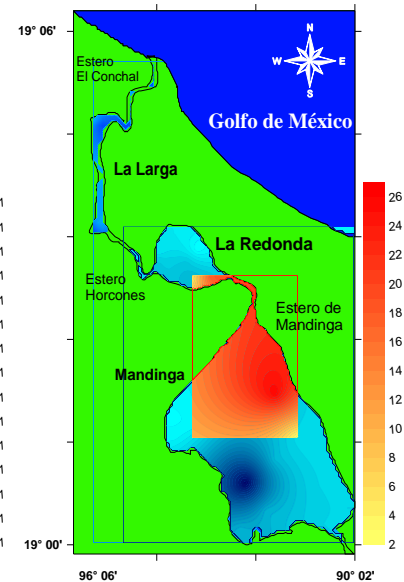 19° 06'
N
W E
S
Estero
El Conchal
Golfo de México
La Larga
La Redonda
Estero
Horcones
Estero de
Mandinga
Mandinga
26
24
22
20
18
16
14
12
10
8
6
4
2
19° 00'
96° 06' 90° 02'